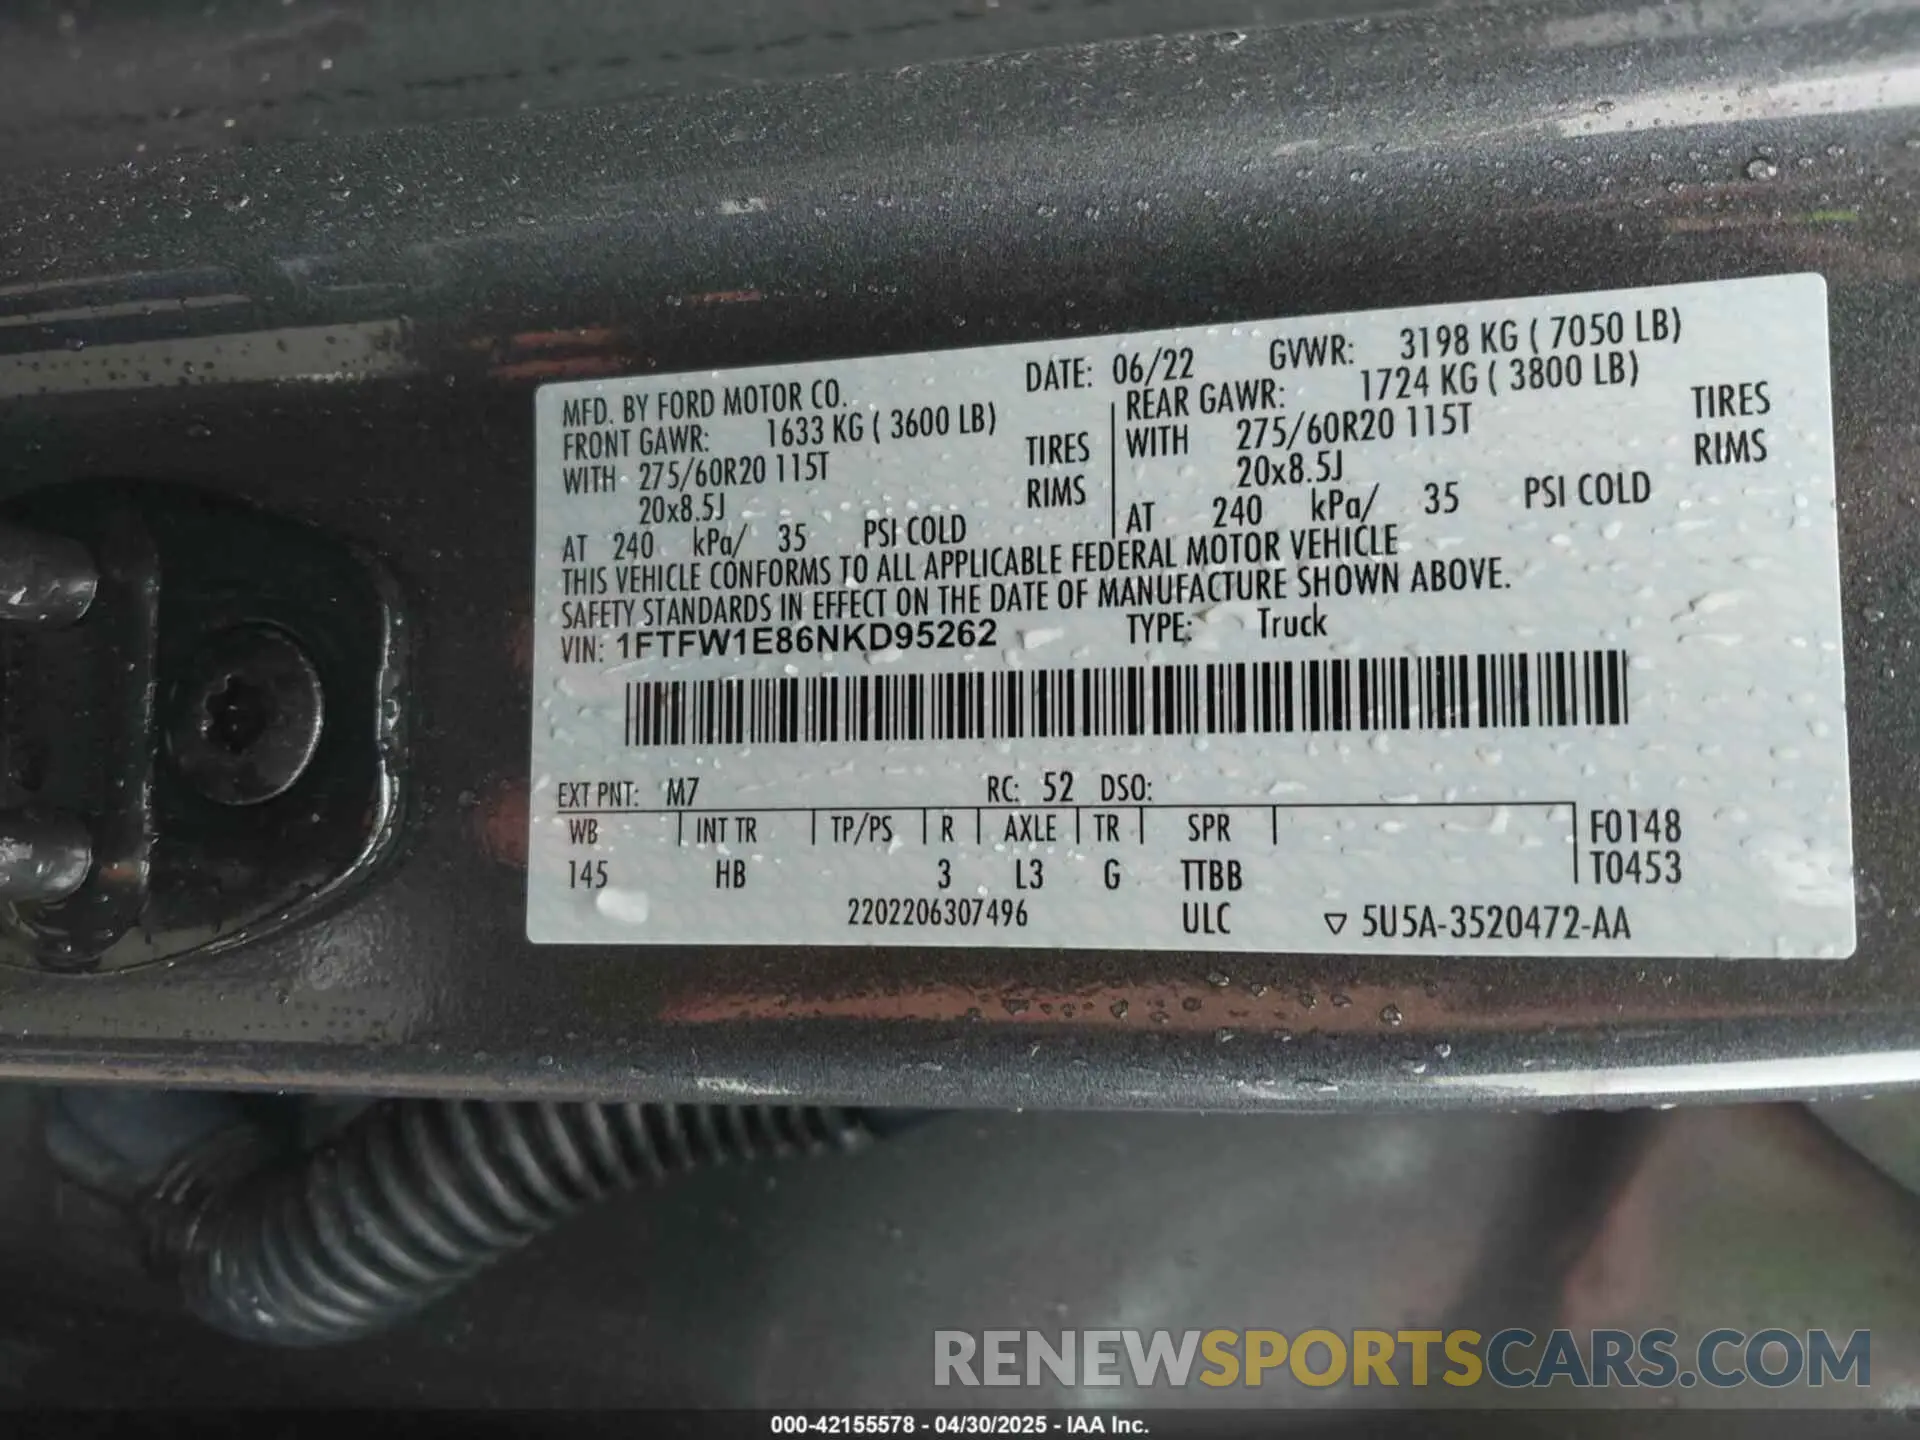 MFD. BY FORD MOTOR CO. DATE: 06/22 GVWR: 3198 KG ( 7050 LB)
FRONT GAWR: 1633 KG ( 3600 LB) REAR GAWR: 1724 KG ( 3800 LB)
WITH 275/60R20 115T TIRES WITH 275/60R20 115T TIRES
20x8.5J RIMS 20x8.5J RIMS
AT 240 kPa/ 35 PSI COLD AT 240 kPa/ 35 PSI COLD
THIS VEHICLE CONFORMS TO ALL APPLICABLE FEDERAL MOTOR VEHICLE
SAFETY STANDARDS IN EFFECT ON THE DATE OF MANUFACTURE SHOWN ABOVE.
VIN: 1FTFW1E86NKD95262 TYPE: Truck
EXT PNT: M7 RC: 52 DSO:
WB INT TR TP/PS R AXLE TR SPR F0148
145 HB 3 L3 G TTBB T0453
2202206307496 ULC ▽ 5U5A-3520472-AA
RENEWSPORTSCARS.COM
000-42155578 - 04/30/2025 - IAA Inc.